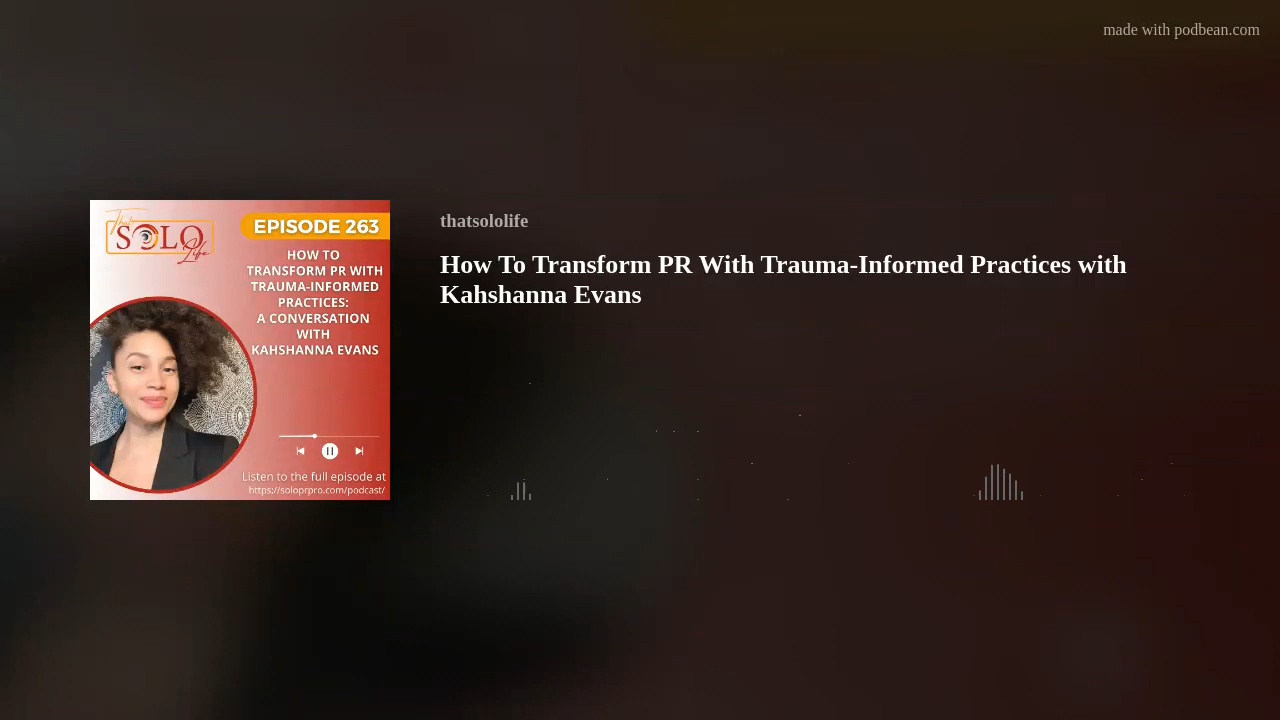 made with podbean.com
That's
SOLO
Life
EPISODE 263
HOW TO
TRANSFORM PR WITH
TRAUMA-INFORMED
PRACTICES:
A CONVERSATION
WITH
KAHSHANNA EVANS
Listen to the full episode at
https://soloprpro.com/podcast/
thatsololife
How To Transform PR With Trauma-Informed Practices with
Kahshanna Evans